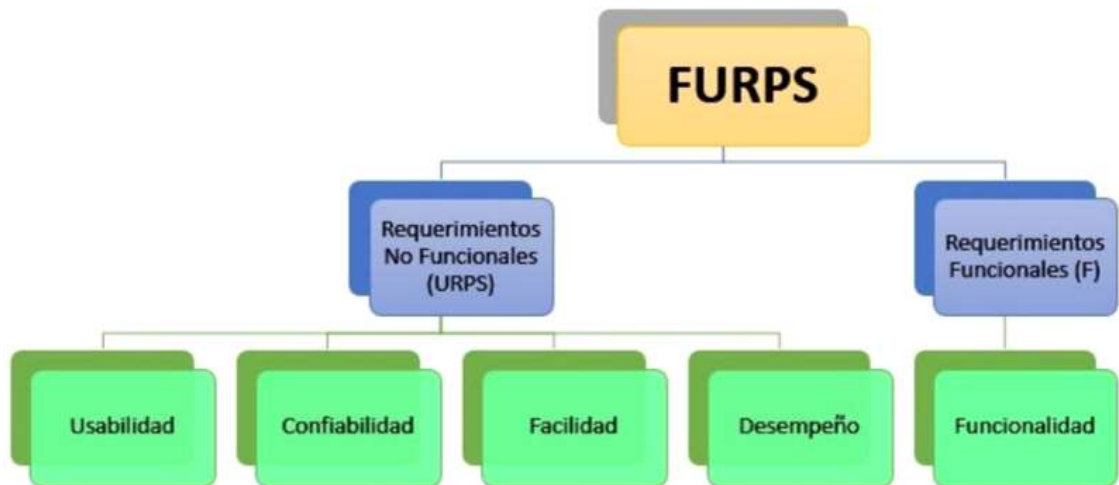 FURPS
Requerimientos
No Funcionales
(URPS)
Requerimientos
Funcionales (F)
Usabilidad
Confiabilidad
Facilidad
Desempeño
Funcionalidad